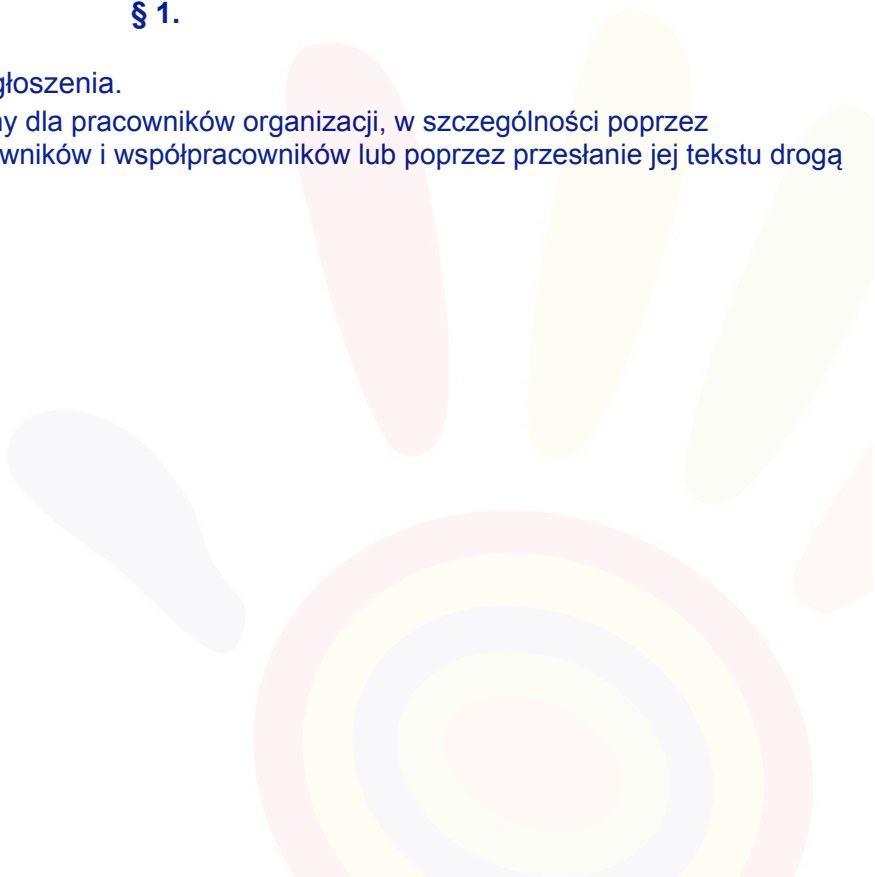 § 1.
głoszenia.
ny dla pracowników organizacji, w szczególności poprzez
wników i współpracowników lub poprzez przesłanie jej tekstu drogą